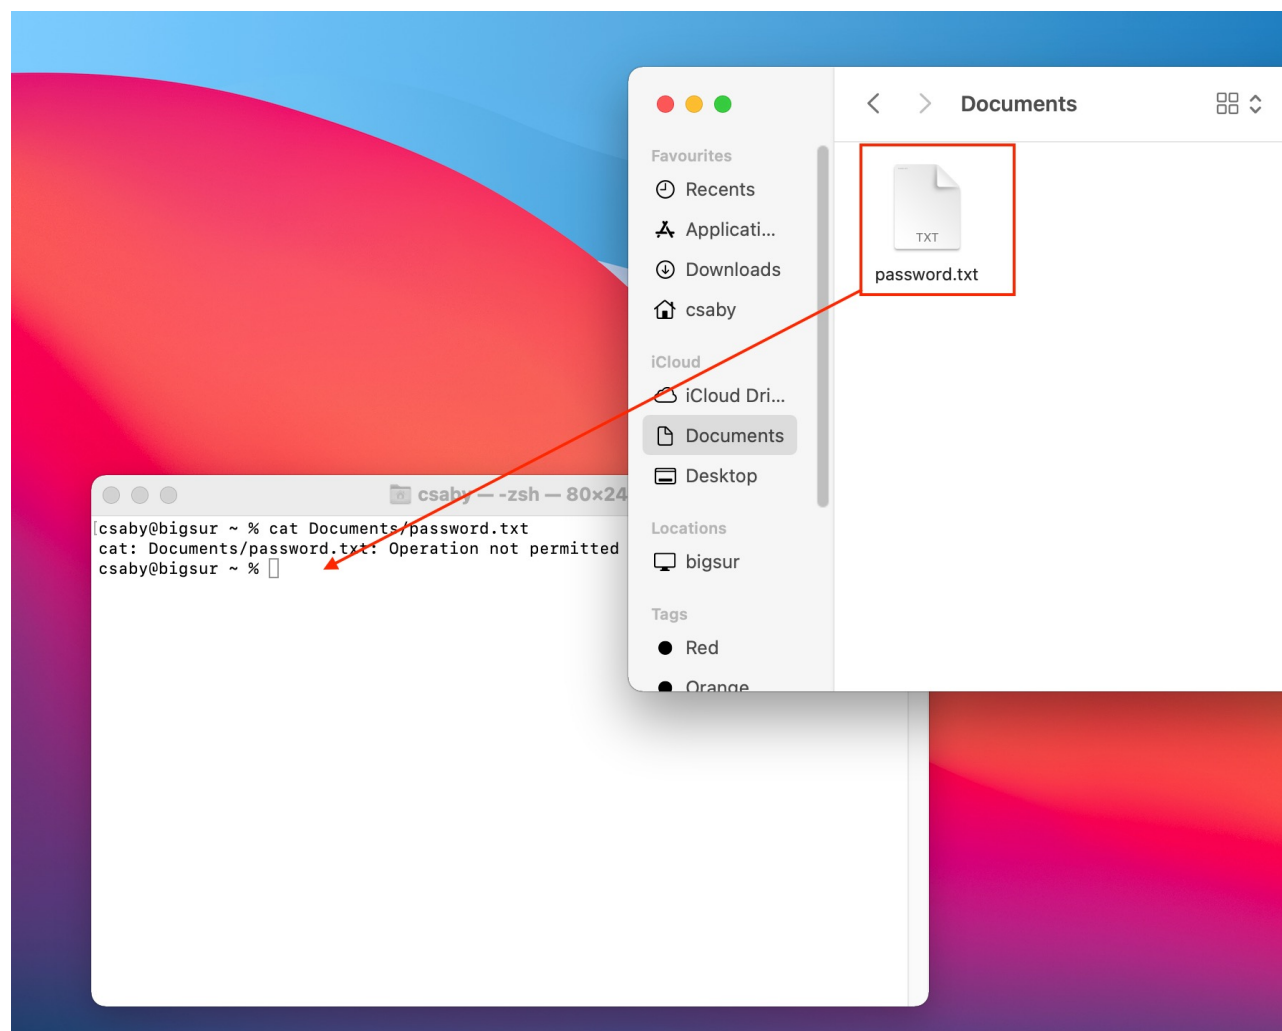 Documents
Favourites
Recents
Applicati...
Downloads
csaby
iCloud
iCloud Dri...
Documents
Desktop
Locations
bigsur
Tags
Red
Orange
TXT
password.txt
csaby — -zsh — 80×24
[csaby@bigsur ~ % cat Documents/password.txt
cat: Documents/password.txt: Operation not permitted
csaby@bigsur ~ %